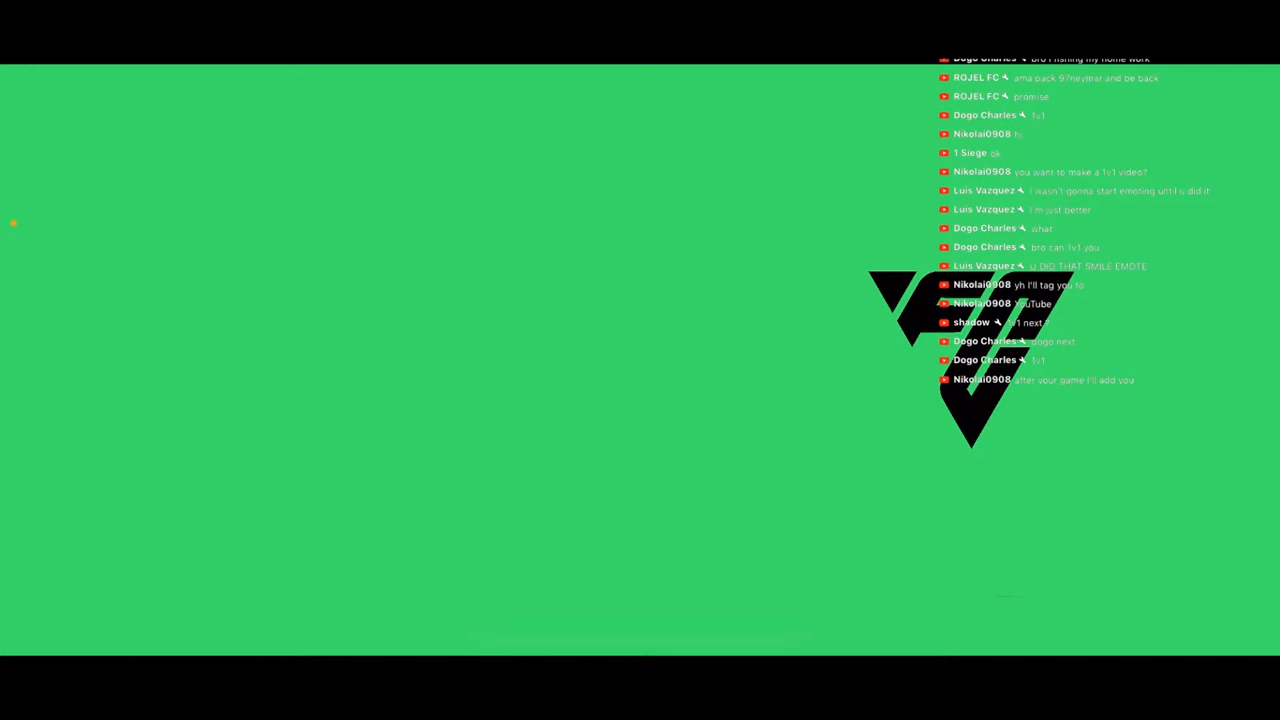 Dogo Charles bro i fishing my home work
ROJEL FC ama pack 97neymar and be back
ROJEL FC promise
Dogo Charles 1v1
Nikolai0908 hi
1 Siege ok
Nikolai0908 you want to make a 1v1 video?
Luis Vazquez i wasn't gonna start emoting until u did it
Luis Vazquez I'm just better
Dogo Charles what
Dogo Charles bro can 1v1 you
Luis Vazquez U DID THAT SMILE EMOTE
Nikolai0908 yh I'll tag you to
Nikolai0908 YouTube
shadow 1v1 next ?
Dogo Charles dogo next
Dogo Charles 1v1
Nikolai0908 after your game I'll add you